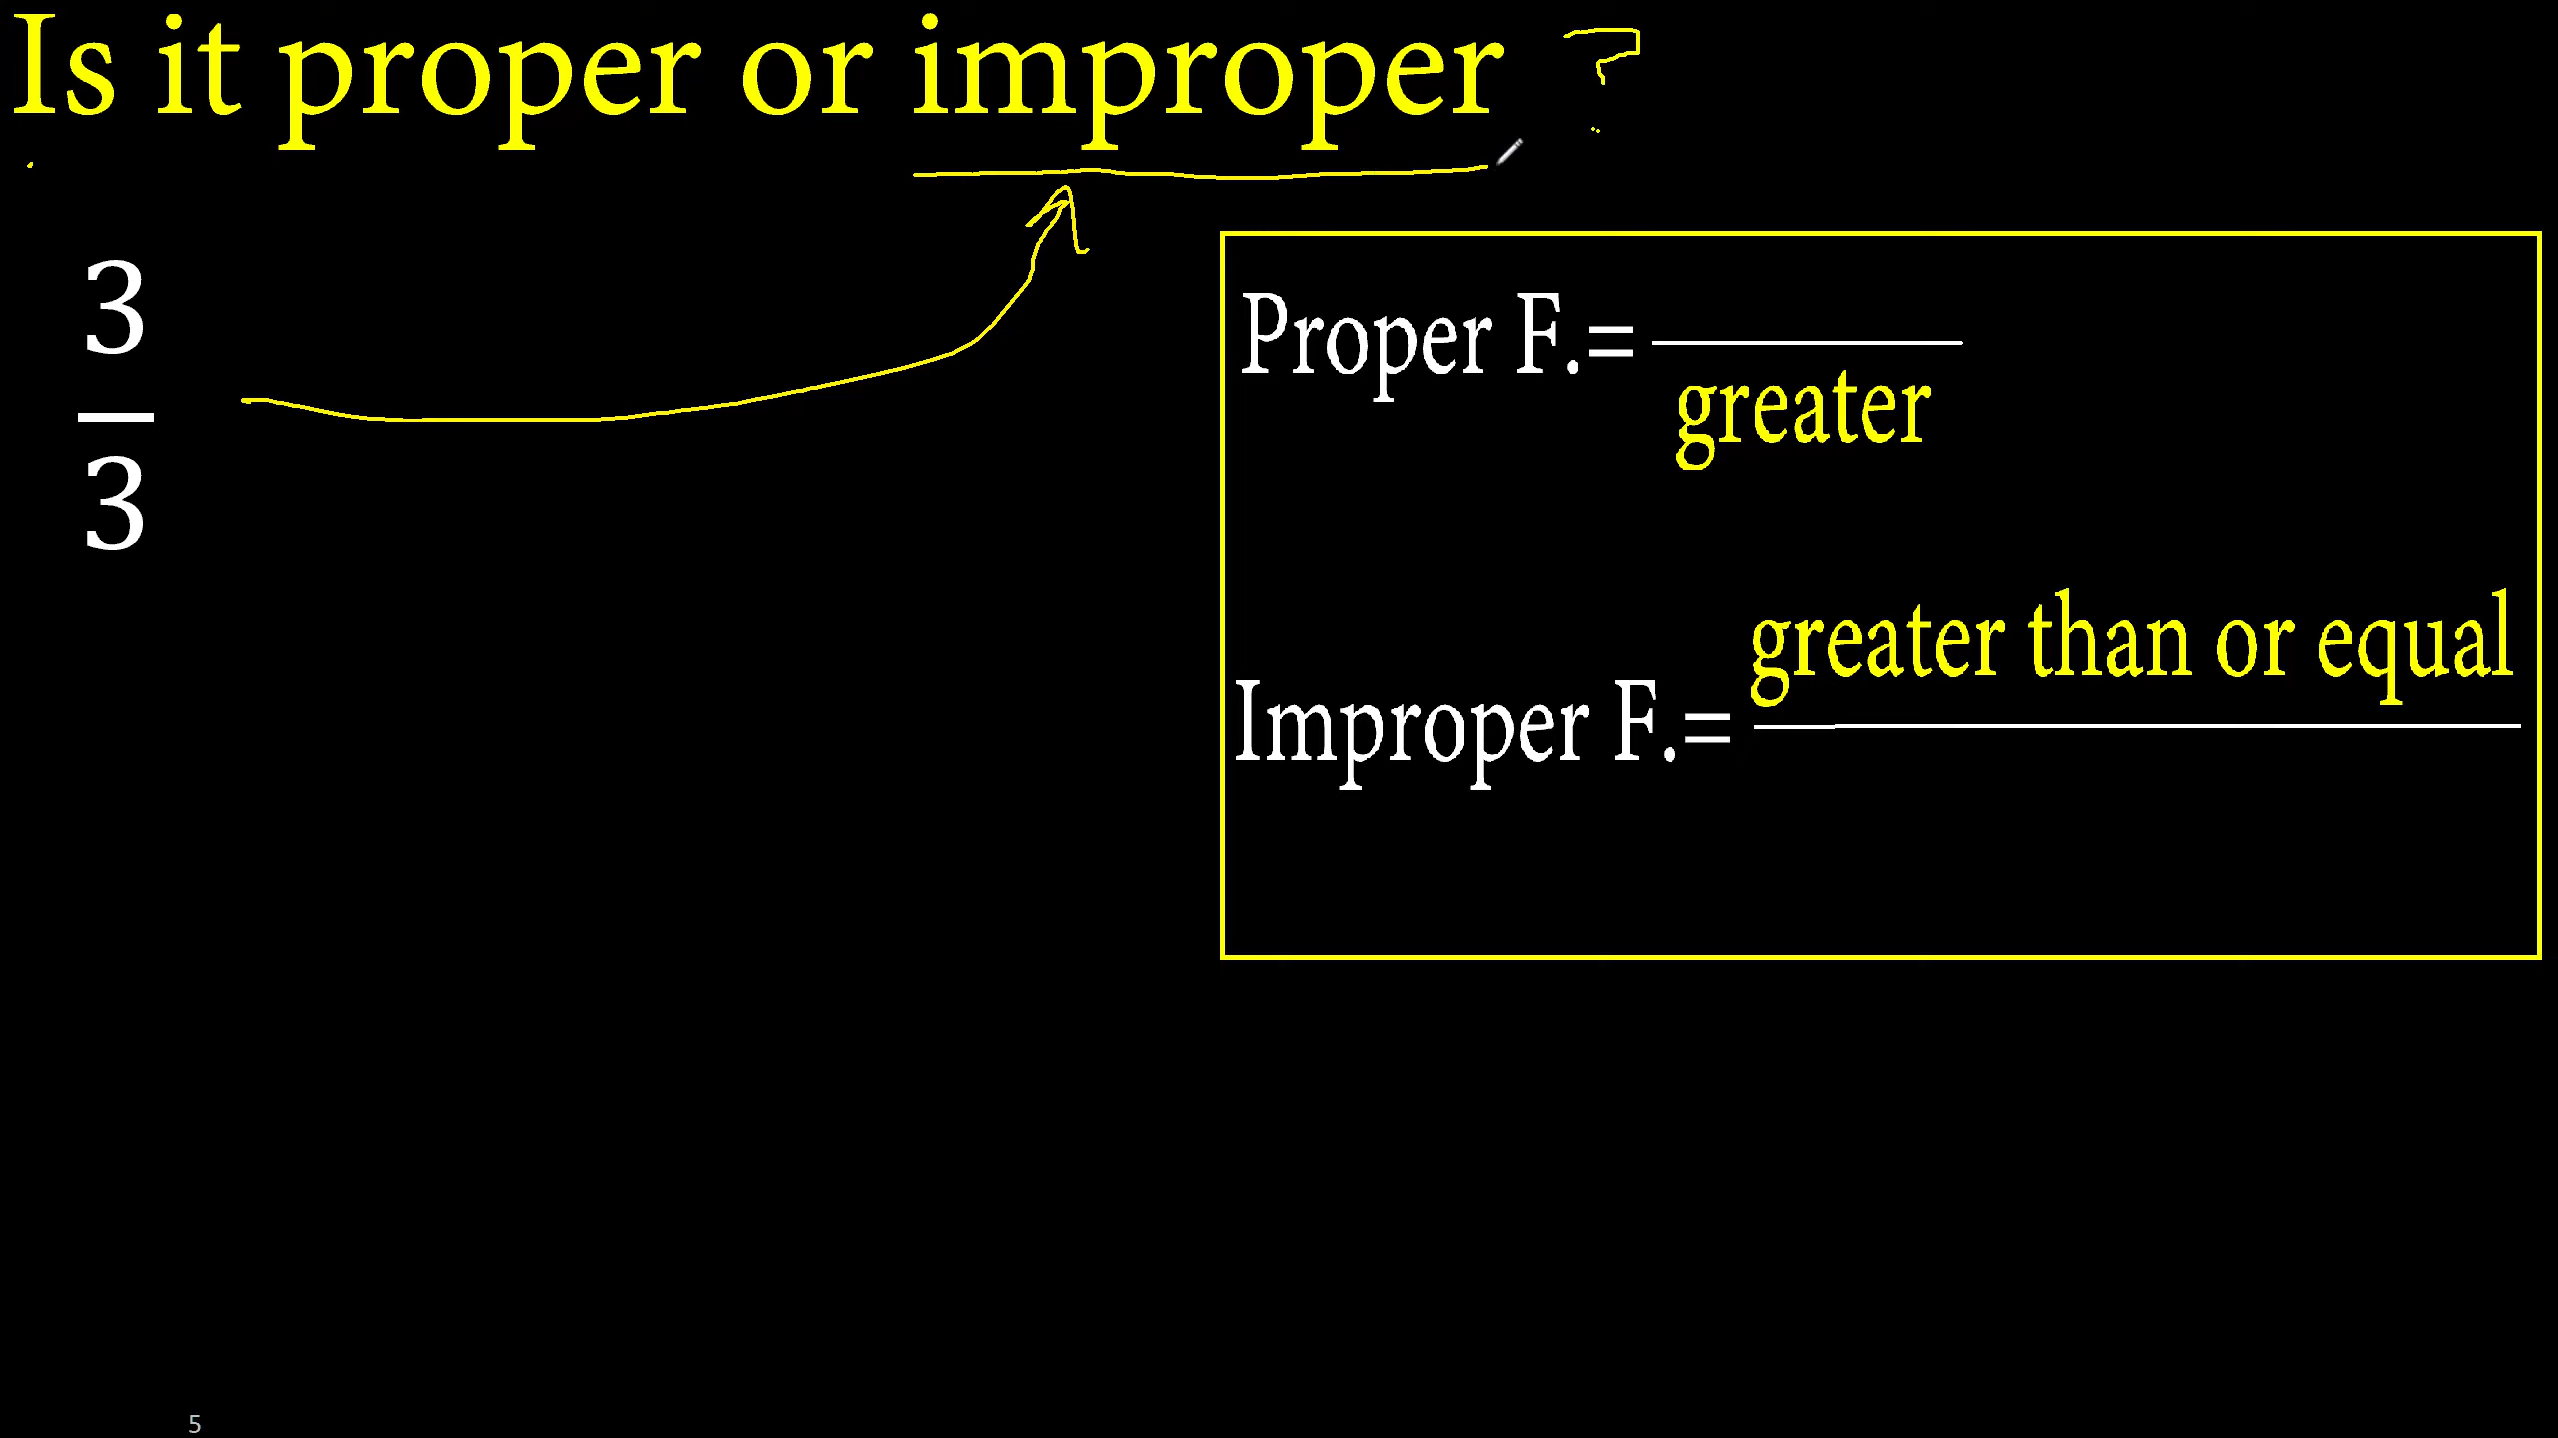 Is it proper or improper ?
3
3
Proper F.=
greater
greater than or equal
Improper F.=
5